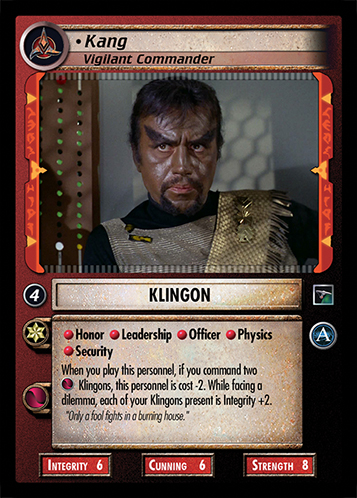 • Kang
Vigilant Commander
4
KLINGON
A
• Honor • Leadership • Officer • Physics
• Security
When you play this personnel, if you command two
Klingons, this personnel is cost -2. While facing a
dilemma, each of your Klingons present is Integrity +2.
"Only a fool fights in a burning house."
INTEGRITY 6 CUNNING 6 STRENGTH 8